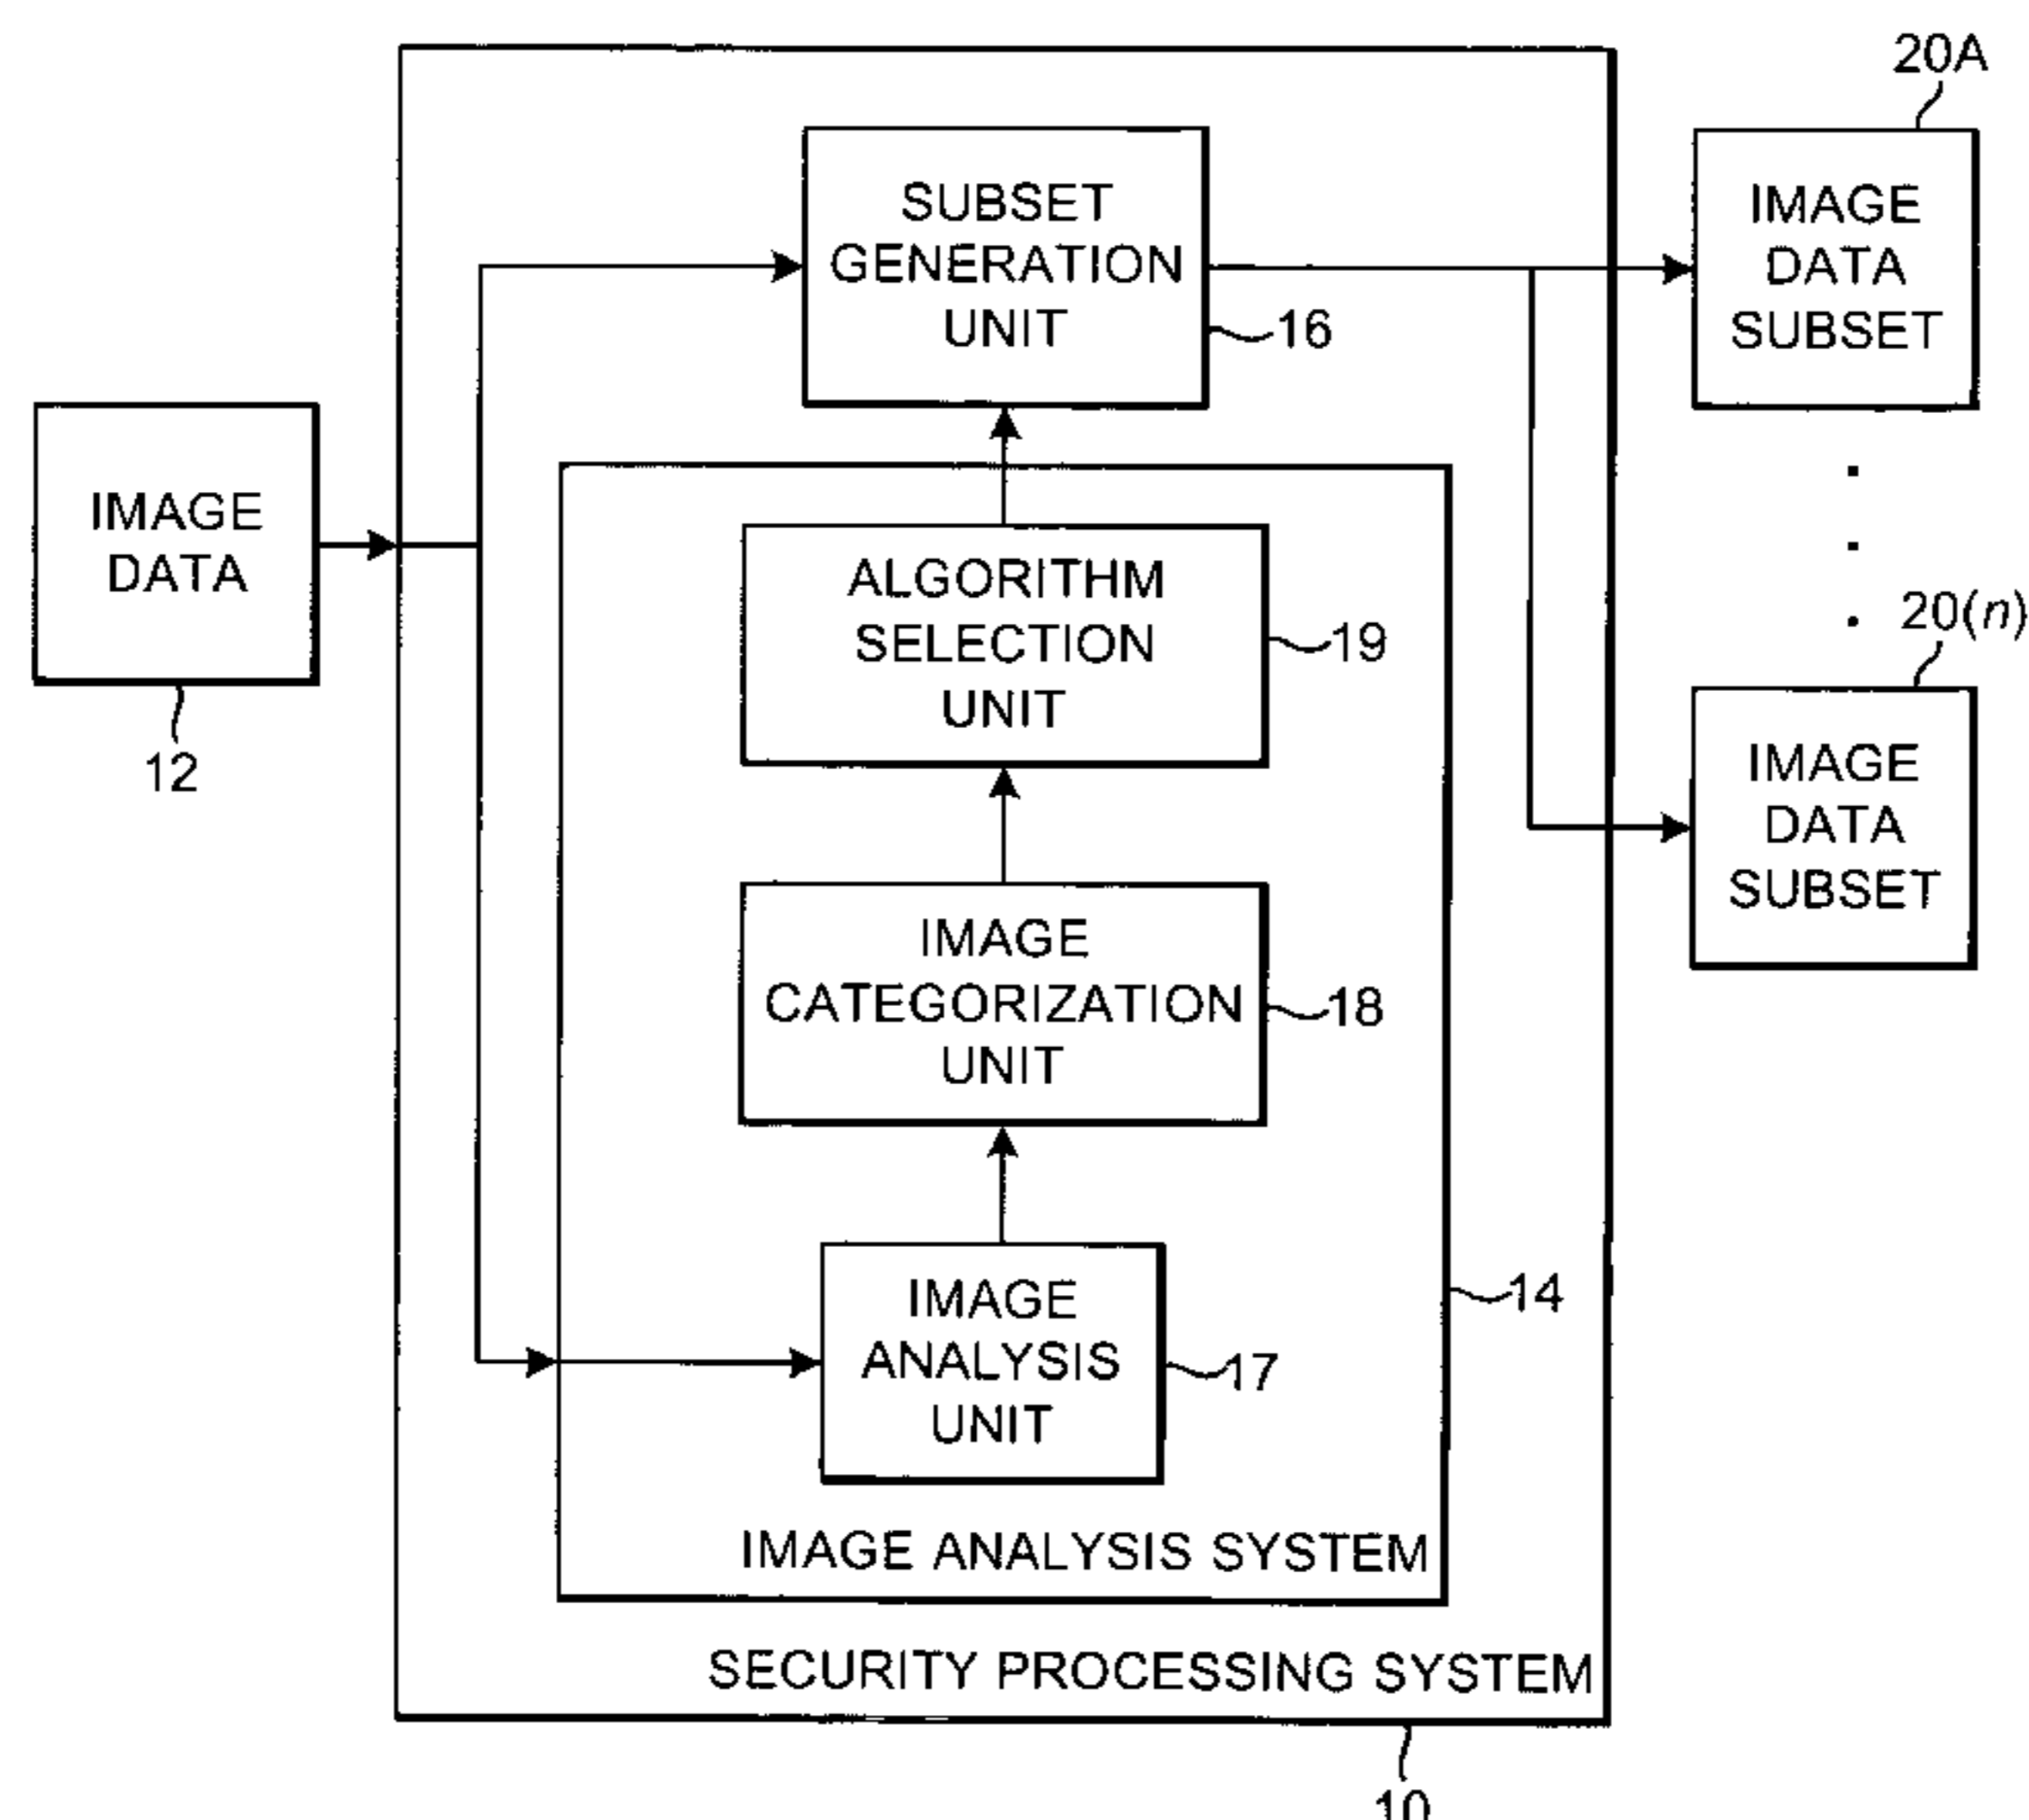 20A
SUBSET
GENERATION
UNIT
16
IMAGE
DATA
SUBSET
IMAGE
DATA
12
ALGORITHM
SELECTION
UNIT
19
20(n)
IMAGE
DATA
SUBSET
IMAGE
CATEGORIZATION
UNIT
18
IMAGE
ANALYSIS
UNIT
17
14
IMAGE ANALYSIS SYSTEM
SECURITY PROCESSING SYSTEM
10